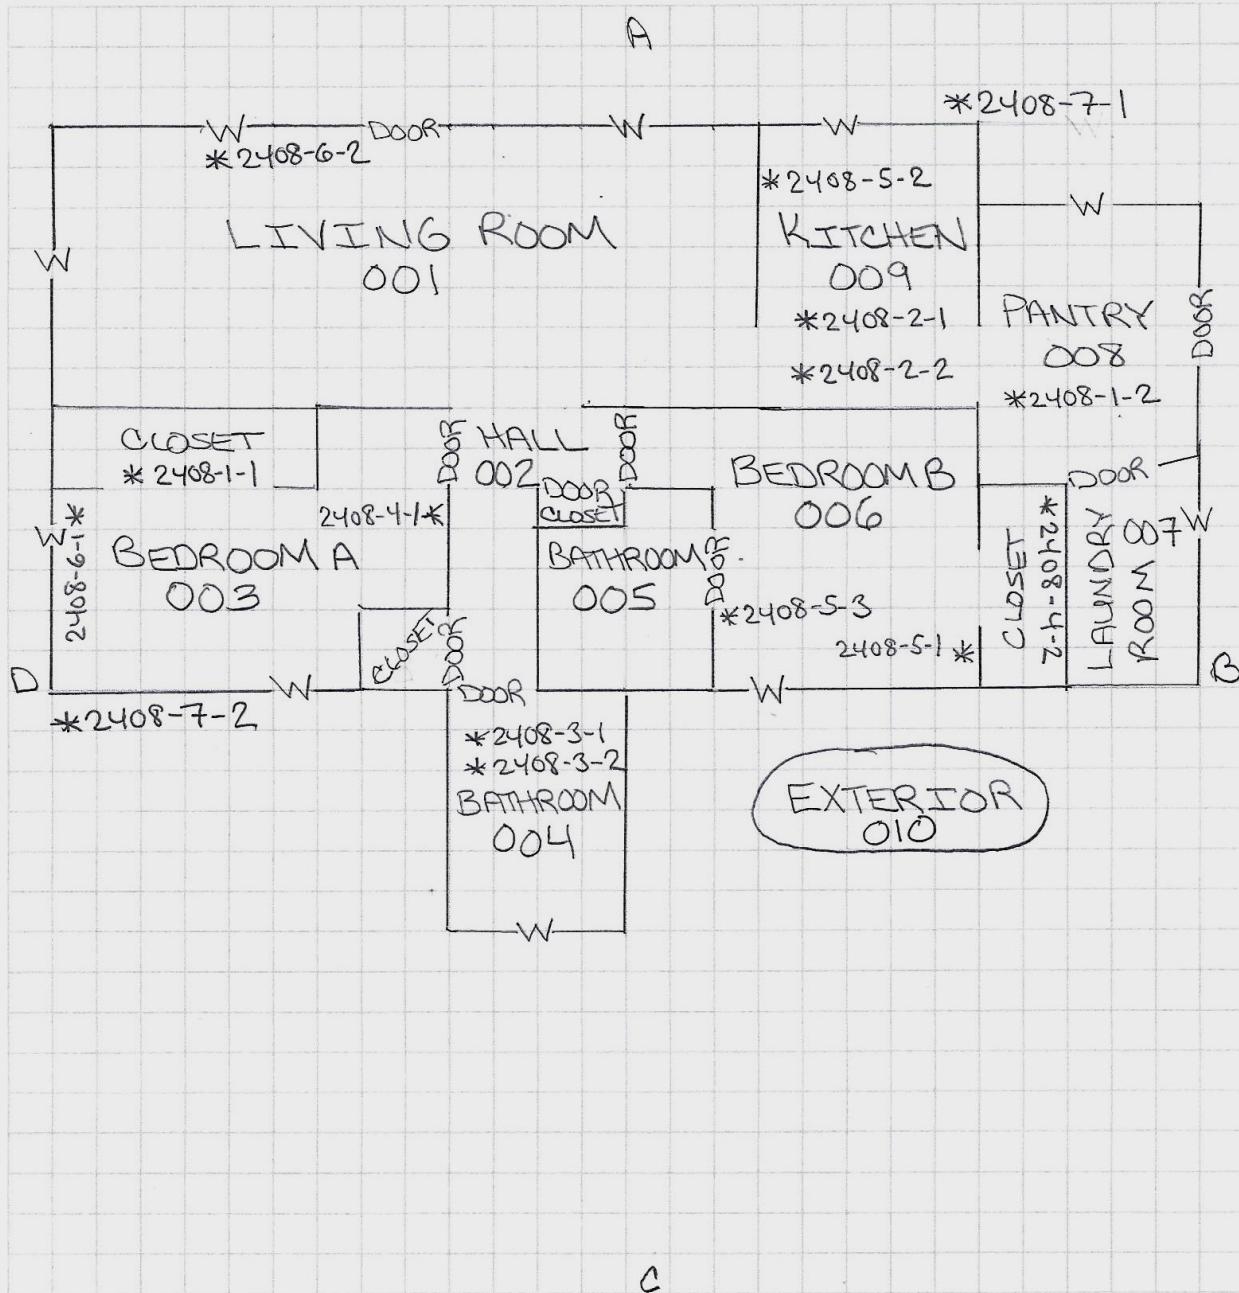 A
*2408-7-1
W DOOR W W
*2408-6-2
*2408-5-2
W
LIVING ROOM
001
W
KITCHEN
009
*2408-2-1
*2408-2-2
PANTRY
008
*2408-1-2
DOOR
CLOSET
*2408-1-1
DOOR
HALL
002
DOOR
DOOR
CLOSET
2408-4-1*
W
2408-6-1*
BEDROOM A
003
CLOSET
DOOR
BATHROOM
005
DOOR
BEDROOM B
006
*2408-5-3
2408-5-1*
CLOSET
*2408-4-2
DOOR
LAUNDRY
ROOM 007
W
D
B
W
DOOR
W
*2408-7-2
*2408-3-1
*2408-3-2
BATHROOM
004
W
EXTERIOR
010
C